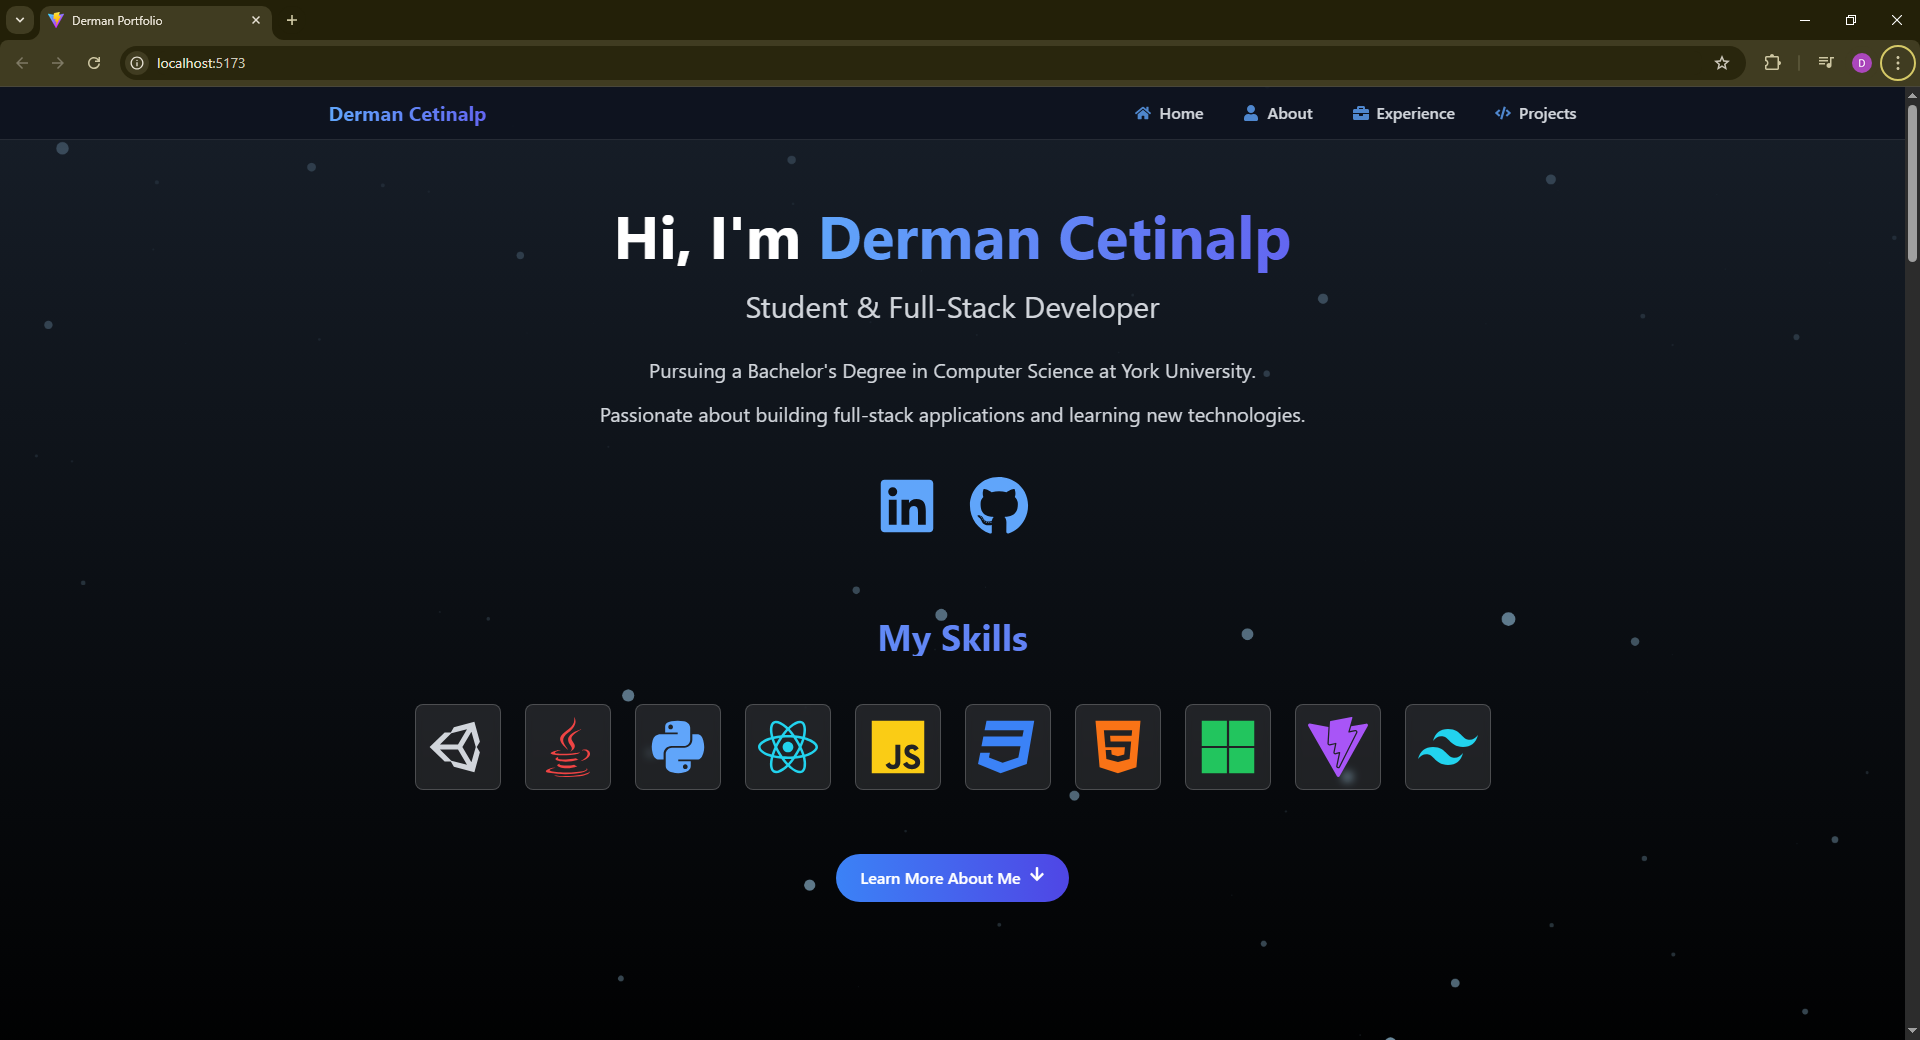 Derman Portfolio
localhost:5173
D
Derman Cetinalp
Home
About
Experience
Projects
Hi, I'm Derman Cetinalp
Student & Full-Stack Developer
Pursuing a Bachelor's Degree in Computer Science at York University.
Passionate about building full-stack applications and learning new technologies.
in
My Skills
JS
5
Learn More About Me